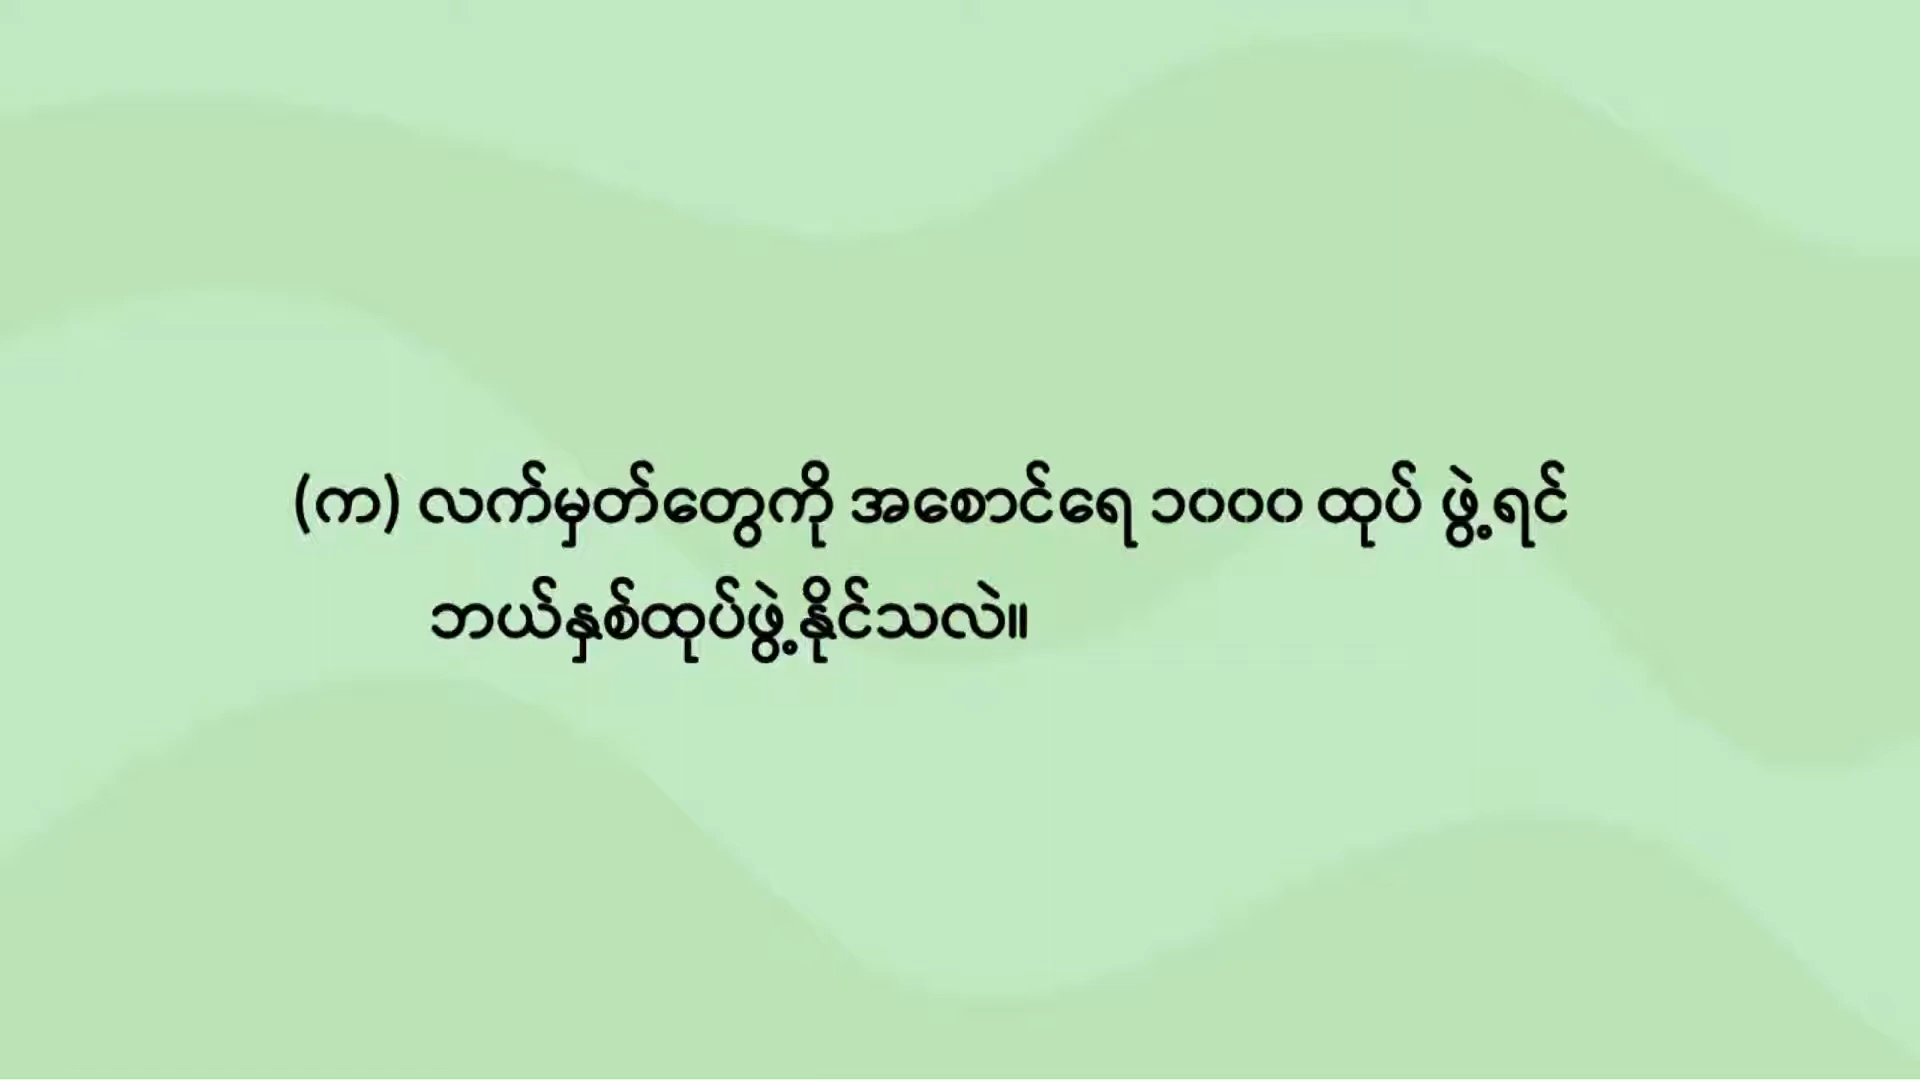 (က) လက်မှတ်တွေကို အစောင်ရေ ၁၀၀၀ ထုပ် ဖွဲ့ရင်
ဘယ်နှစ်ထုပ်ဖွဲ့နိုင်သလဲ။